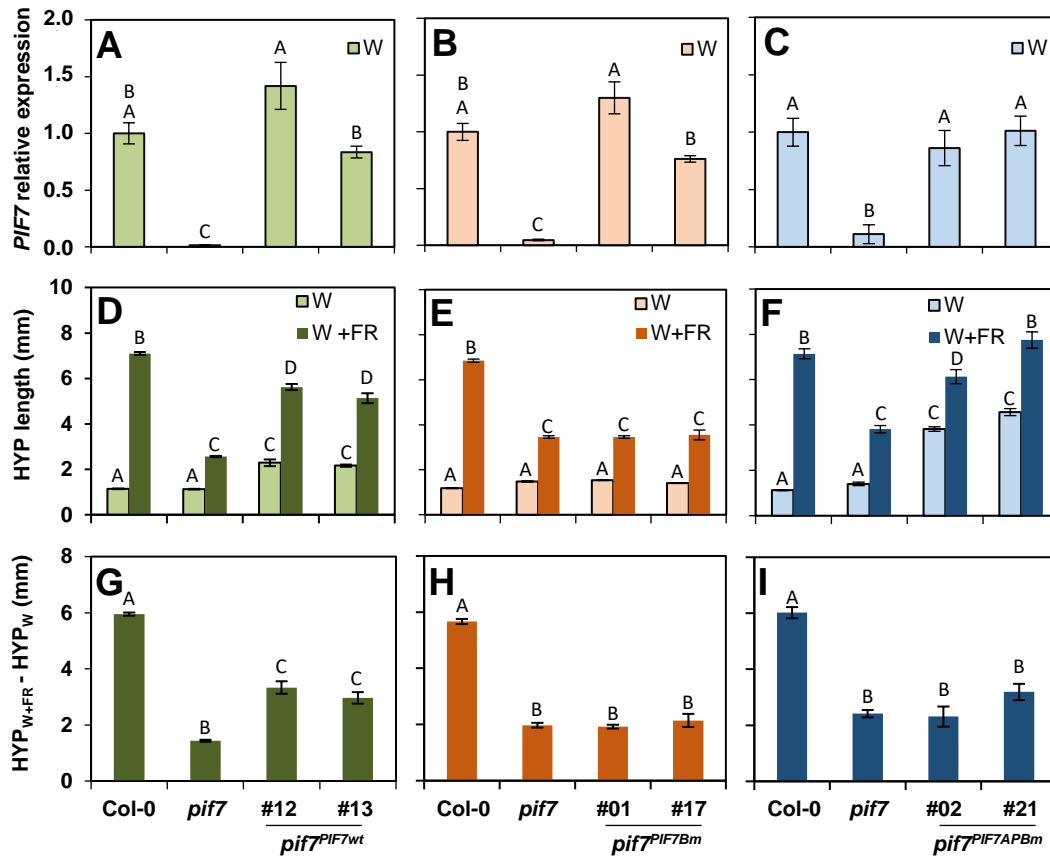 PIF7 relative expression
2.0
1.5
1.0
0.5
0.0
A
W
B
A
C
A
B
B
W
B
A
C
A
B
C
W
A
B
A
A
HYP length (mm)
10
8
6
4
2
0
D
W
W +FR
A
B
A
C
C
D
C
D
E
W
W+FR
A
B
A
C
A
C
A
C
F
W
W+FR
A
B
A
C
C
D
C
B
HYPW+FR - HYPW (mm)
8
6
4
2
0
G
A
B
C
C
H
A
B
B
B
I
A
B
B
B
Col-0 pif7 #12 #13
pif7PIF7wt
Col-0 pif7 #01 #17
pif7PIF7Bm
Col-0 pif7 #02 #21
pif7PIF7APBm